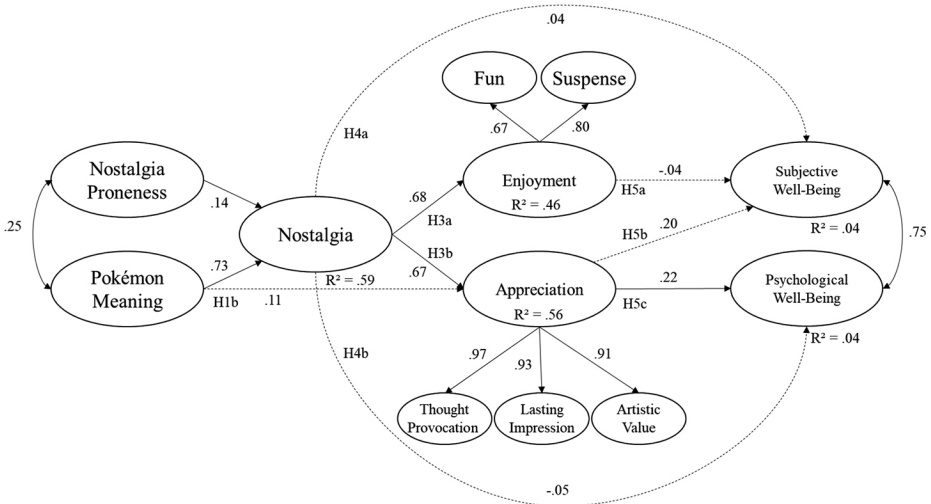 .04
Fun
Suspense
.67
.80
H4a
Nostalgia
Proneness
Enjoyment
R² = .46
-.04
H5a
Subjective
Well-Being
R² = .04
.14
.68
H3a
.25
Nostalgia
R² = .59
H5b
.20
.75
H3b
.67
Pokémon
Meaning
.73
H1b
.11
Appreciation
R² = .56
.22
H5c
Psychological
Well-Being
R² = .04
H4b
.97
.93
.91
Thought
Provocation
Lasting
Impression
Artistic
Value
-.05